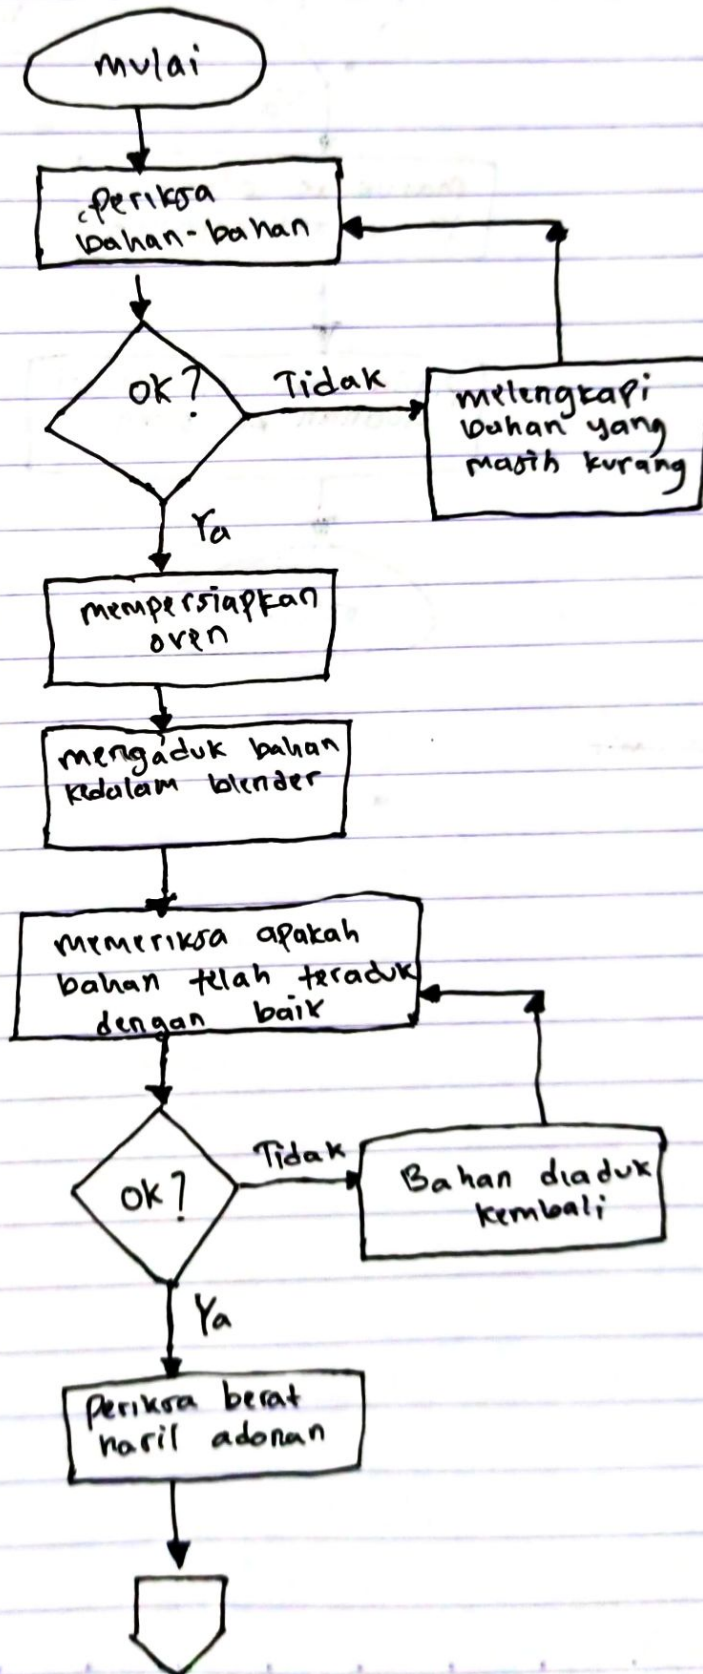 mulai
periksa
bahan-bahan
OK?
Tidak
melengkapi
bahan yang
masih kurang
Ya
mempersiapkan
oven
mengaduk bahan
kedalam blender
memeriksa apakah
bahan telah teraduk
dengan baik
OK?
Tidak
Bahan diaduk
kembali
Ya
periksa berat
hasil adonan